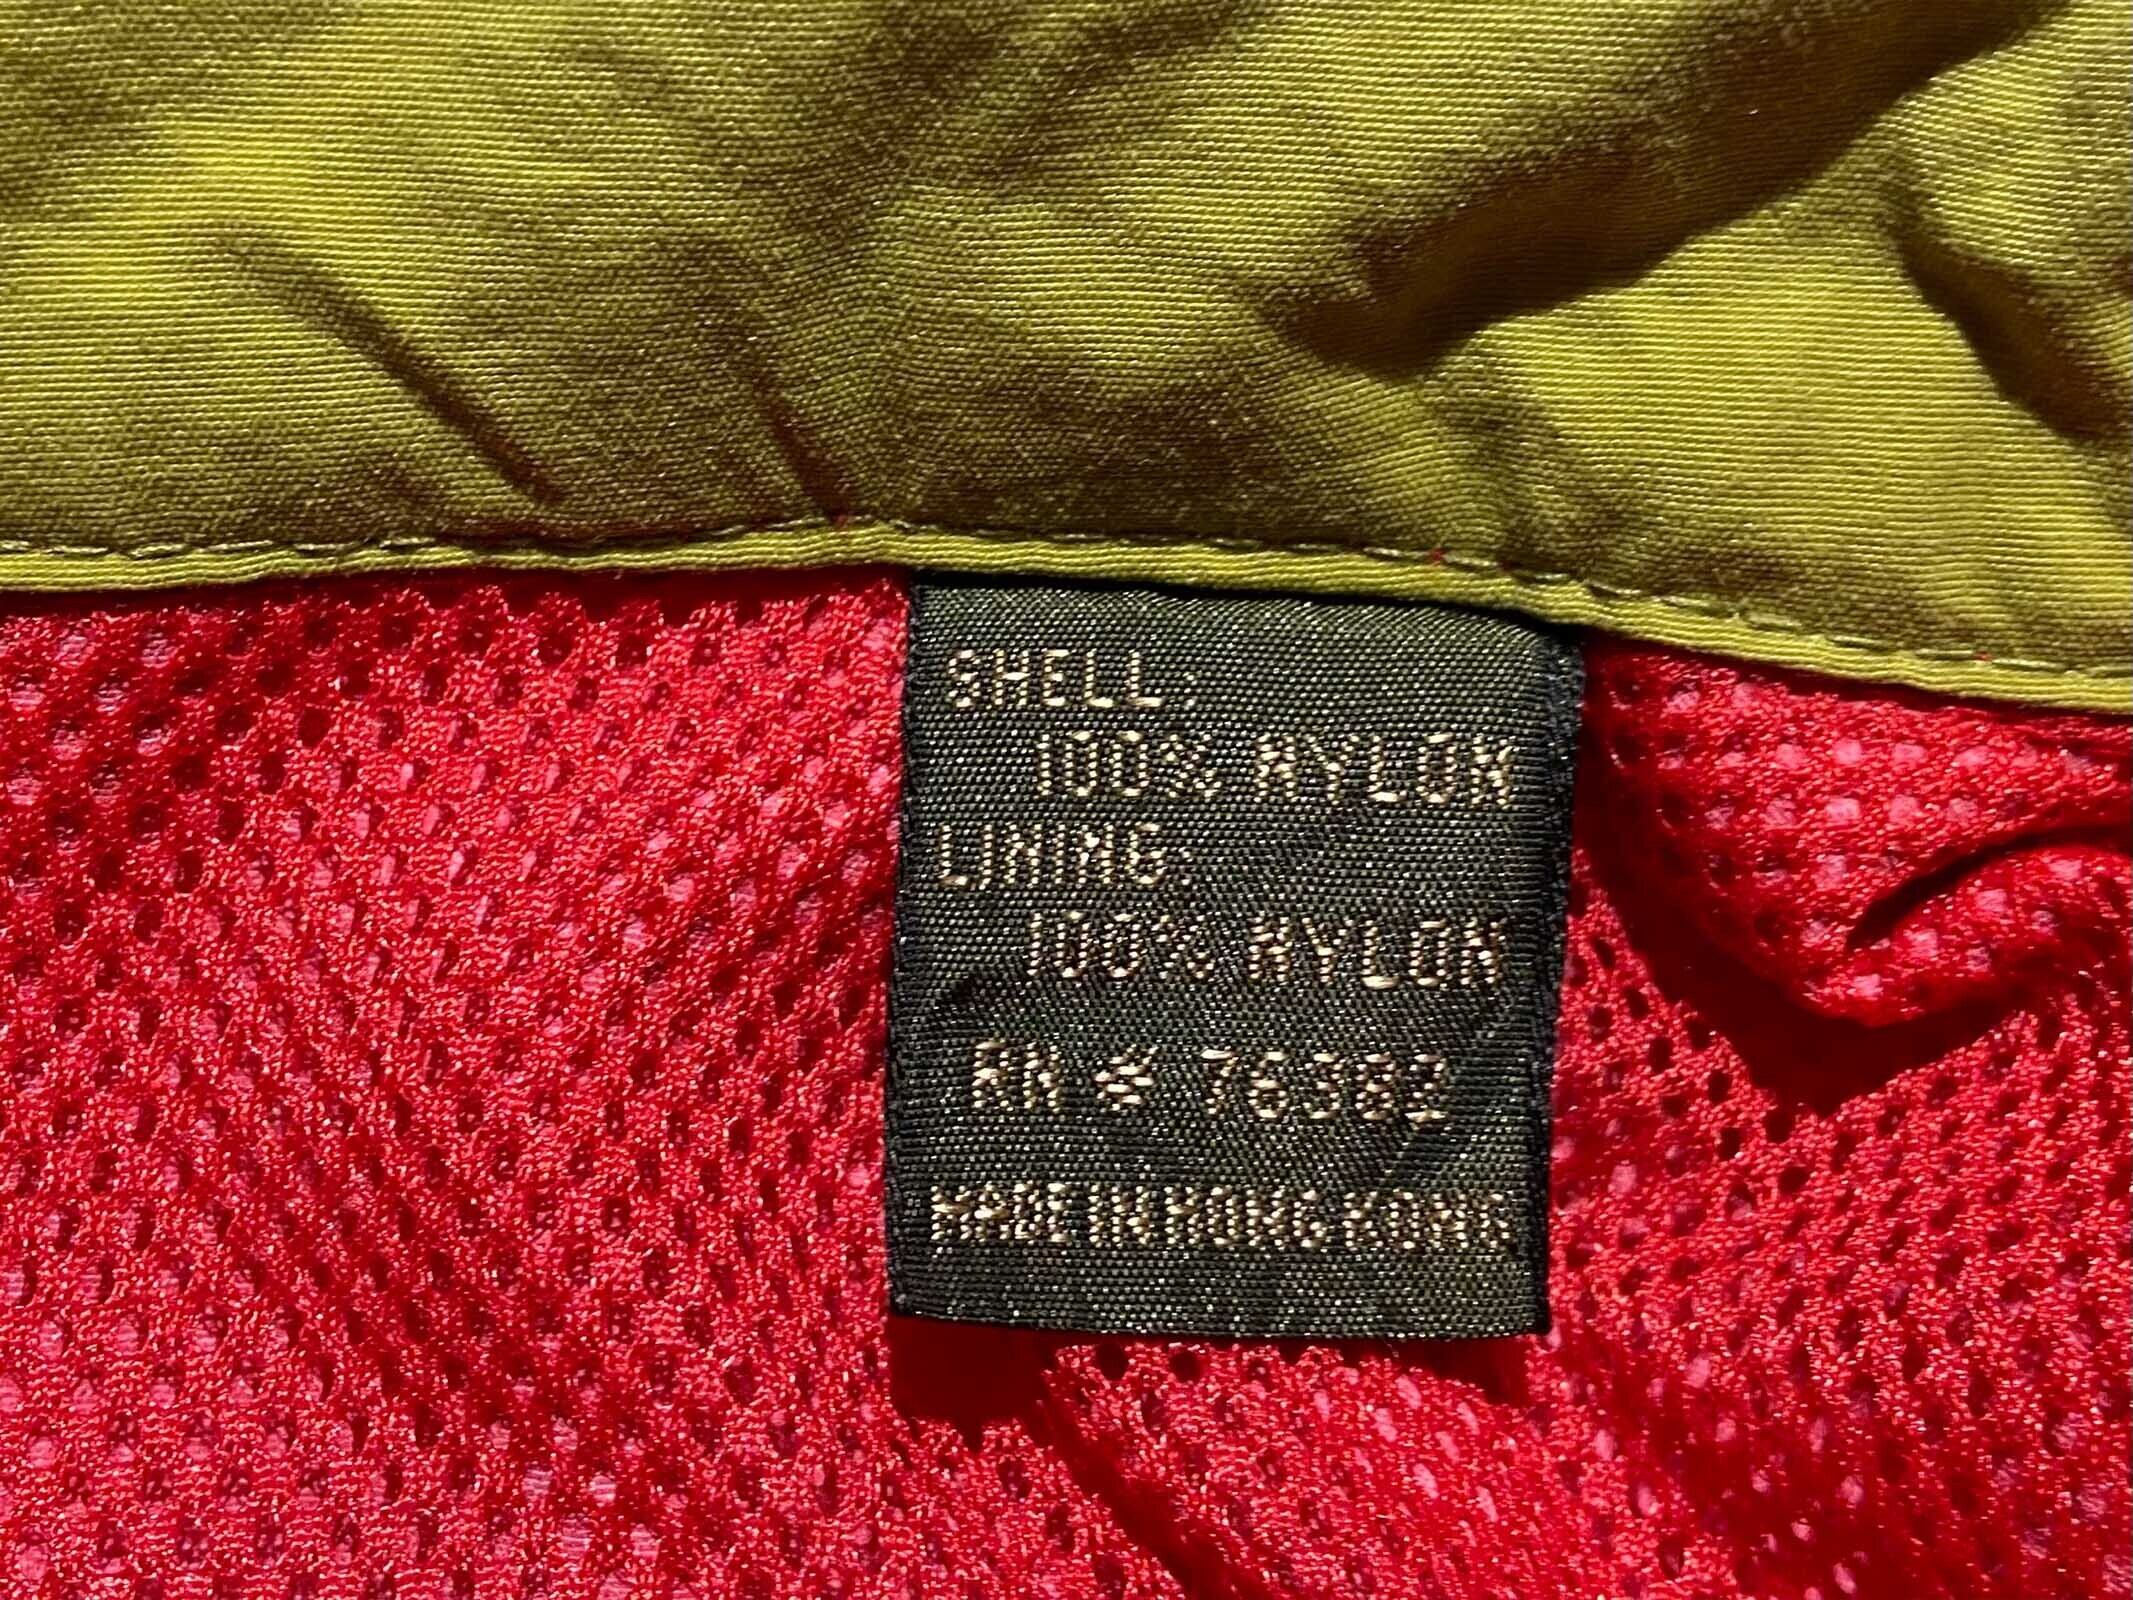 SHELL:
100% NYLON
LINING:
100% NYLON
RN # 76382
MADE IN HONG KONG